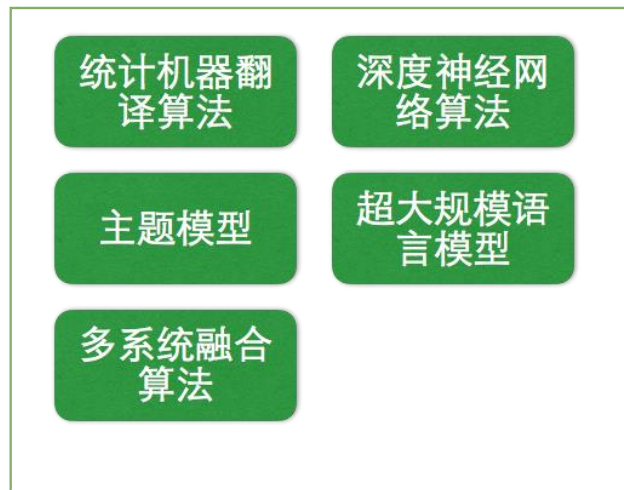 统计机器翻
译算法
深度神经网
络算法
主题模型
超大规模语
言模型
多系统融合
算法